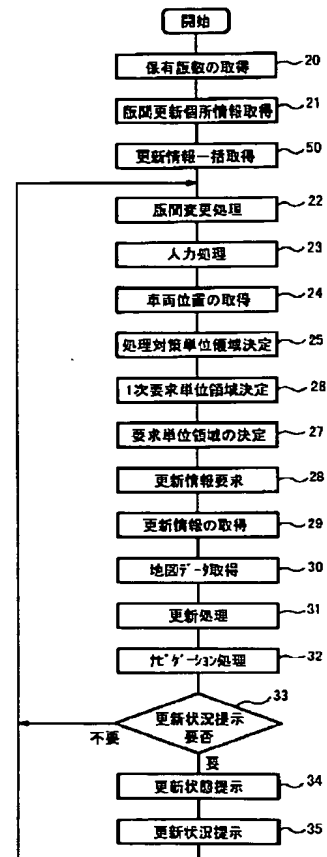 開始
保有版数の取得
20
版間更新個所情報取得
21
更新情報一括取得
50
版間変更処理
22
入力処理
23
車両位置の取得
24
処理対策単位領域決定
25
1次要求単位領域決定
26
要求単位領域の決定
27
更新情報要求
28
更新情報の取得
29
地図データ取得
30
更新処理
31
ナビゲーション処理
32
33
更新状況提示
要否
不要
要
更新状態提示
34
更新状況提示
35